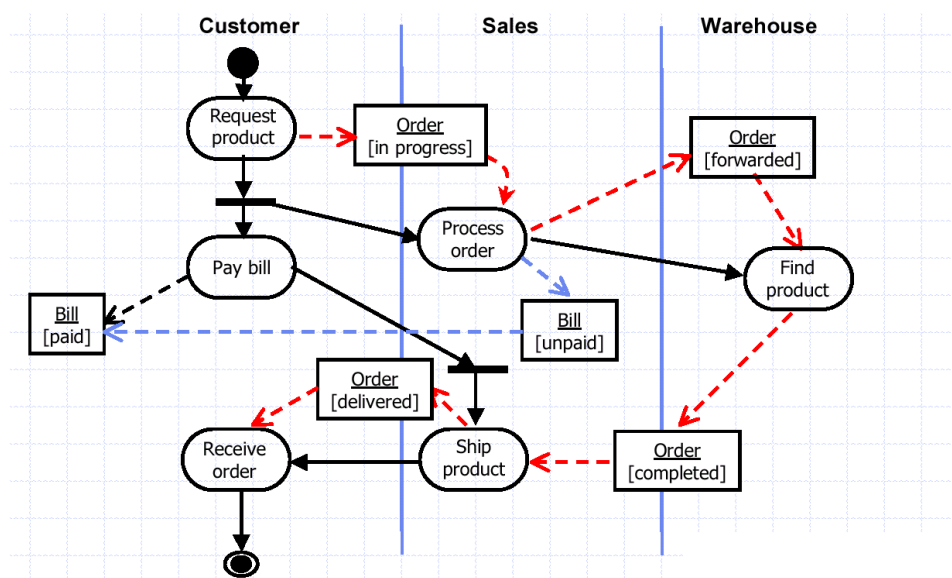 Customer
Sales
Warehouse
Request
product
Order
[in progress]
Order
[forwarded]
Process
order
Pay bill
Find
product
Bill
[paid]
Bill
[unpaid]
Order
[delivered]
Receive
order
Ship
product
Order
[completed]